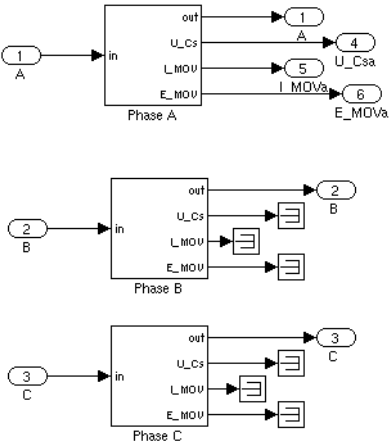 out
1
A
1
A
in
U_Cs
4
U_Csa
I_MOV
5
I_MOVa
E_MOV
6
E_MOVa
Phase A
out
2
B
2
B
in
U_Cs
I_MOV
E_MOV
Phase B
out
3
C
3
C
in
U_Cs
I_MOV
E_MOV
Phase C